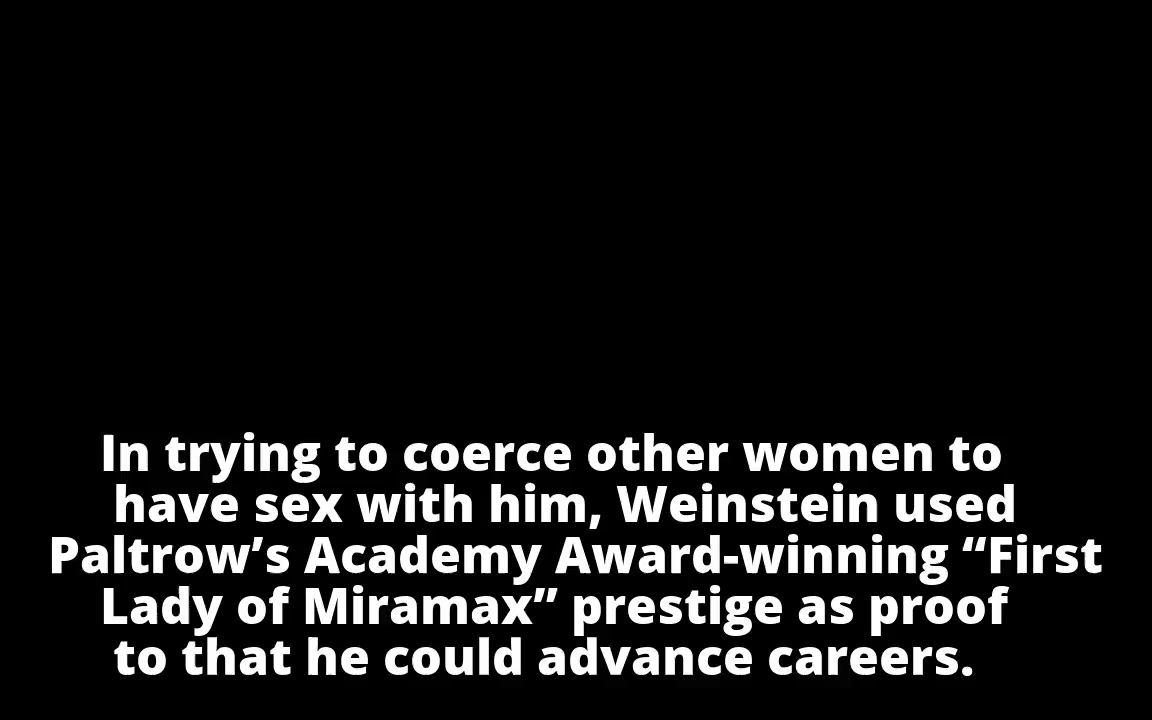 In trying to coerce other women to
have sex with him, Weinstein used
Paltrow’s Academy Award-winning “First
Lady of Miramax” prestige as proof
to that he could advance careers.